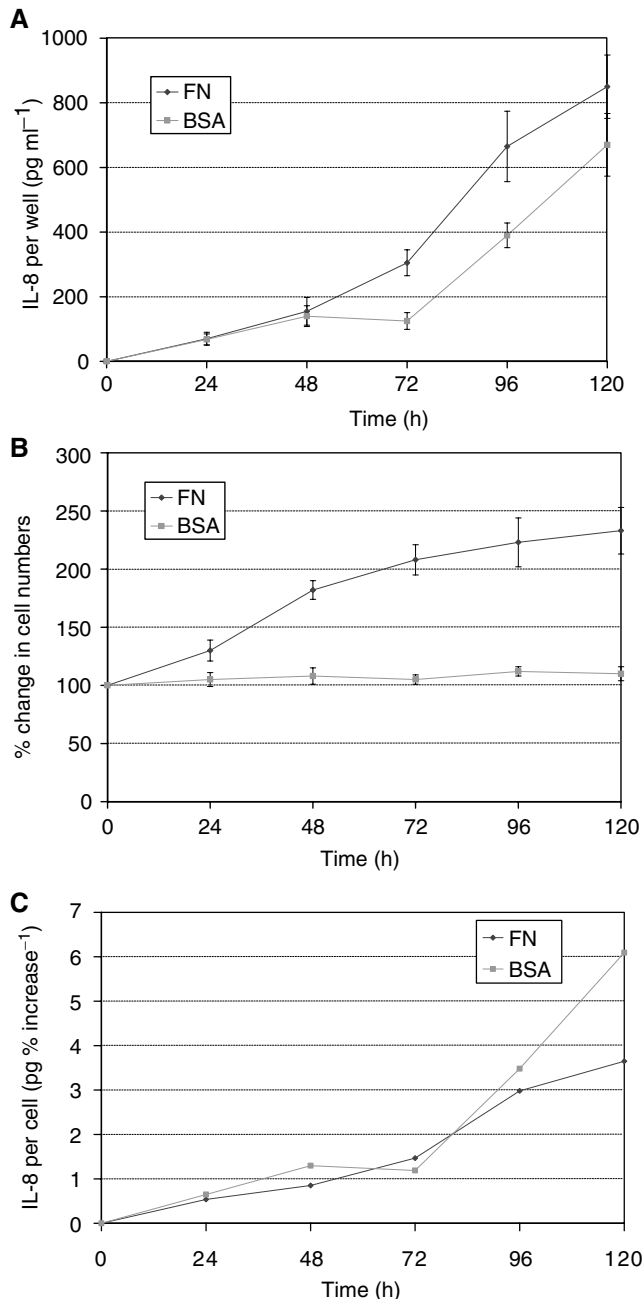 A
IL-8 per well (pg ml⁻¹)
1000
800
600
400
200
0
FN
BSA
0 24 48 72 96 120
Time (h)
B
% change in cell numbers
300
250
200
150
100
50
0
FN
BSA
0 24 48 72 96 120
Time (h)
C
IL-8 per cell (pg % increase⁻¹)
7
6
5
4
3
2
1
0
FN
BSA
0 24 48 72 96 120
Time (h)